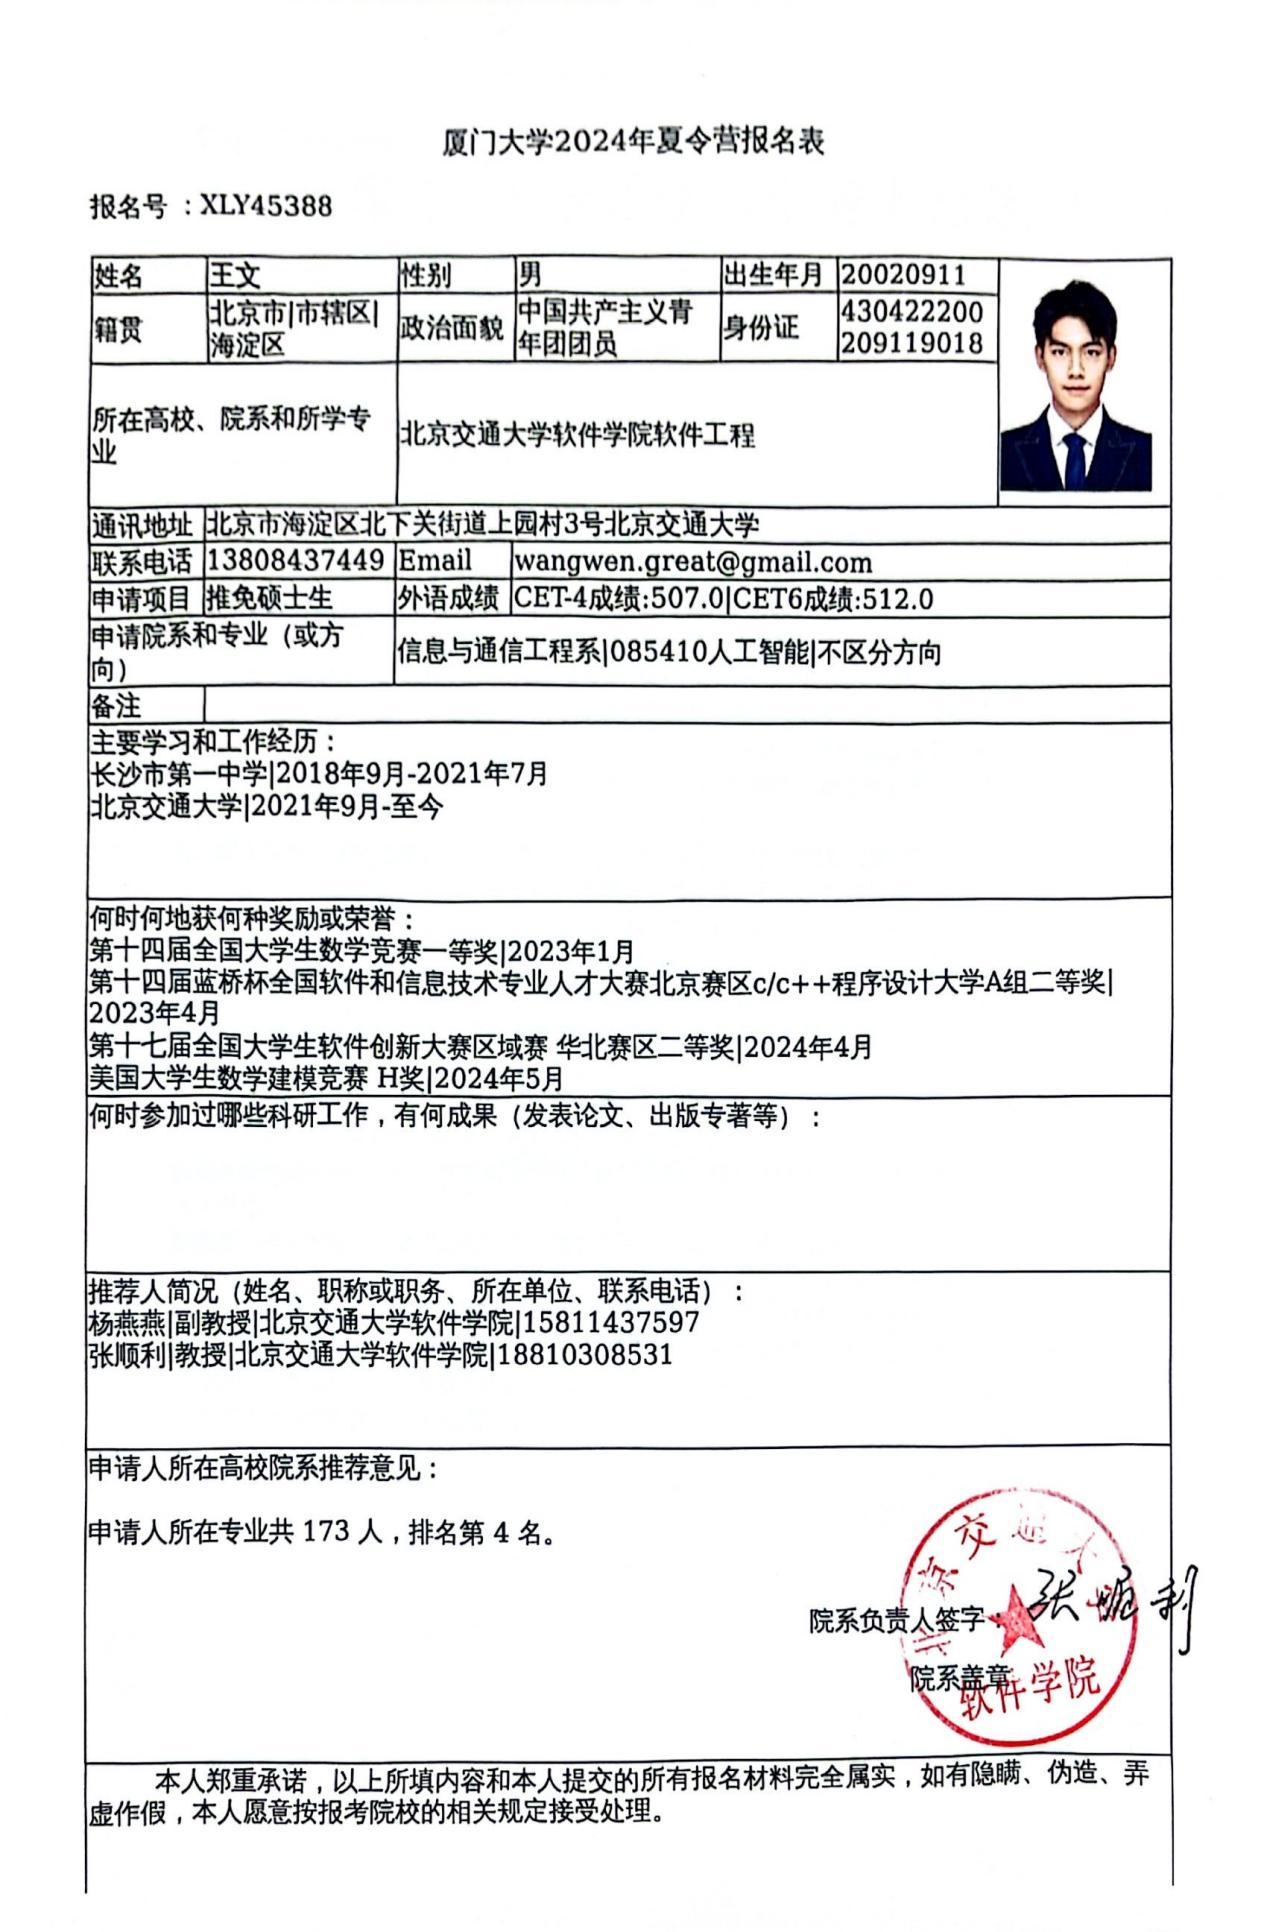 厦门大学2024年夏令营报名表
报名号 ：XLY45388
姓名 王文 性别 男 出生年月 20020911
籍贯 北京市|市辖区|海淀区 政治面貌 中国共产主义青年团团员 身份证 430422200209119018
所在高校、院系和所学专业 北京交通大学软件学院软件工程
通讯地址 北京市海淀区北下关街道上园村3号北京交通大学
联系电话 13808437449 Email wangwen.great@gmail.com
申请项目 推免硕士生 外语成绩 CET-4成绩:507.0|CET6成绩:512.0
申请院系和专业（或方向） 信息与通信工程系|085410人工智能|不区分方向
备注
主要学习和工作经历：
长沙市第一中学|2018年9月-2021年7月
北京交通大学|2021年9月-至今
何时何地获何种奖励或荣誉：
第十四届全国大学生数学竞赛一等奖|2023年1月
第十四届蓝桥杯全国软件和信息技术专业人才大赛北京赛区c/c++程序设计大学A组二等奖|
2023年4月
第十七届全国大学生软件创新大赛区域赛 华北赛区二等奖|2024年4月
美国大学生数学建模竞赛 H奖|2024年5月
何时参加过哪些科研工作，有何成果（发表论文、出版专著等）：
推荐人简况（姓名、职称或职务、所在单位、联系电话）：
杨燕燕|副教授|北京交通大学软件学院|15811437597
张顺利|教授|北京交通大学软件学院|18810308531
申请人所在高校院系推荐意见：
申请人所在专业共 173 人，排名第 4 名。
北京交通大学
院系负责人签字： 张顺利
院系盖章
软件学院
本人郑重承诺，以上所填内容和本人提交的所有报名材料完全属实，如有隐瞒、伪造、弄
虚作假，本人愿意按报考院校的相关规定接受处理。